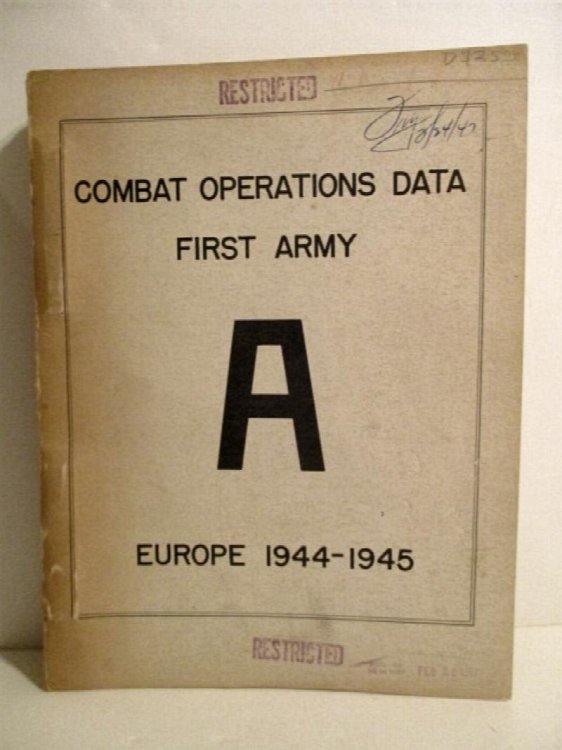 RESTRICTED
COMBAT OPERATIONS DATA
FIRST ARMY
A
EUROPE 1944-1945
RESTRICTED